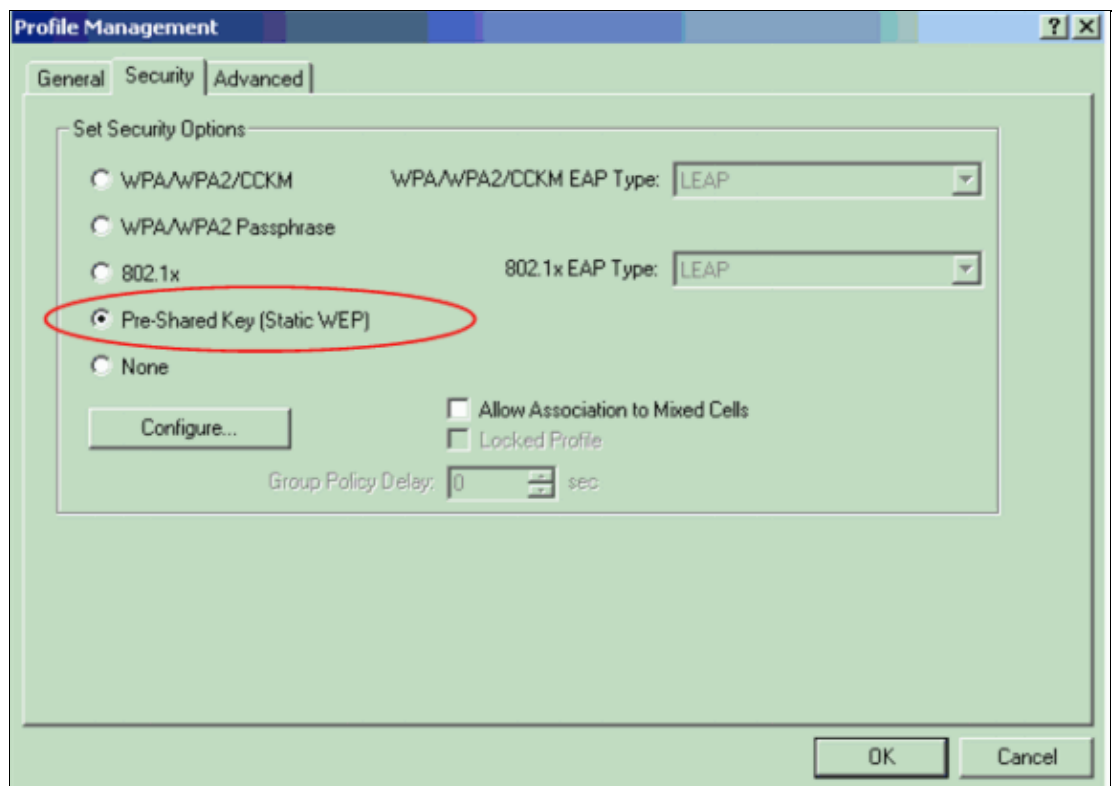 Profile Management
General Security Advanced
Set Security Options
WPA/WPA2/CCKM WPA/WPA2/CCKM EAP Type: LEAP
WPA/WPA2 Passphrase
802.1x 802.1x EAP Type: LEAP
Pre-Shared Key (Static WEP)
None
Allow Association to Mixed Cells
Configure...
Locked Profile
Group Policy Delay: 0 sec
OK Cancel